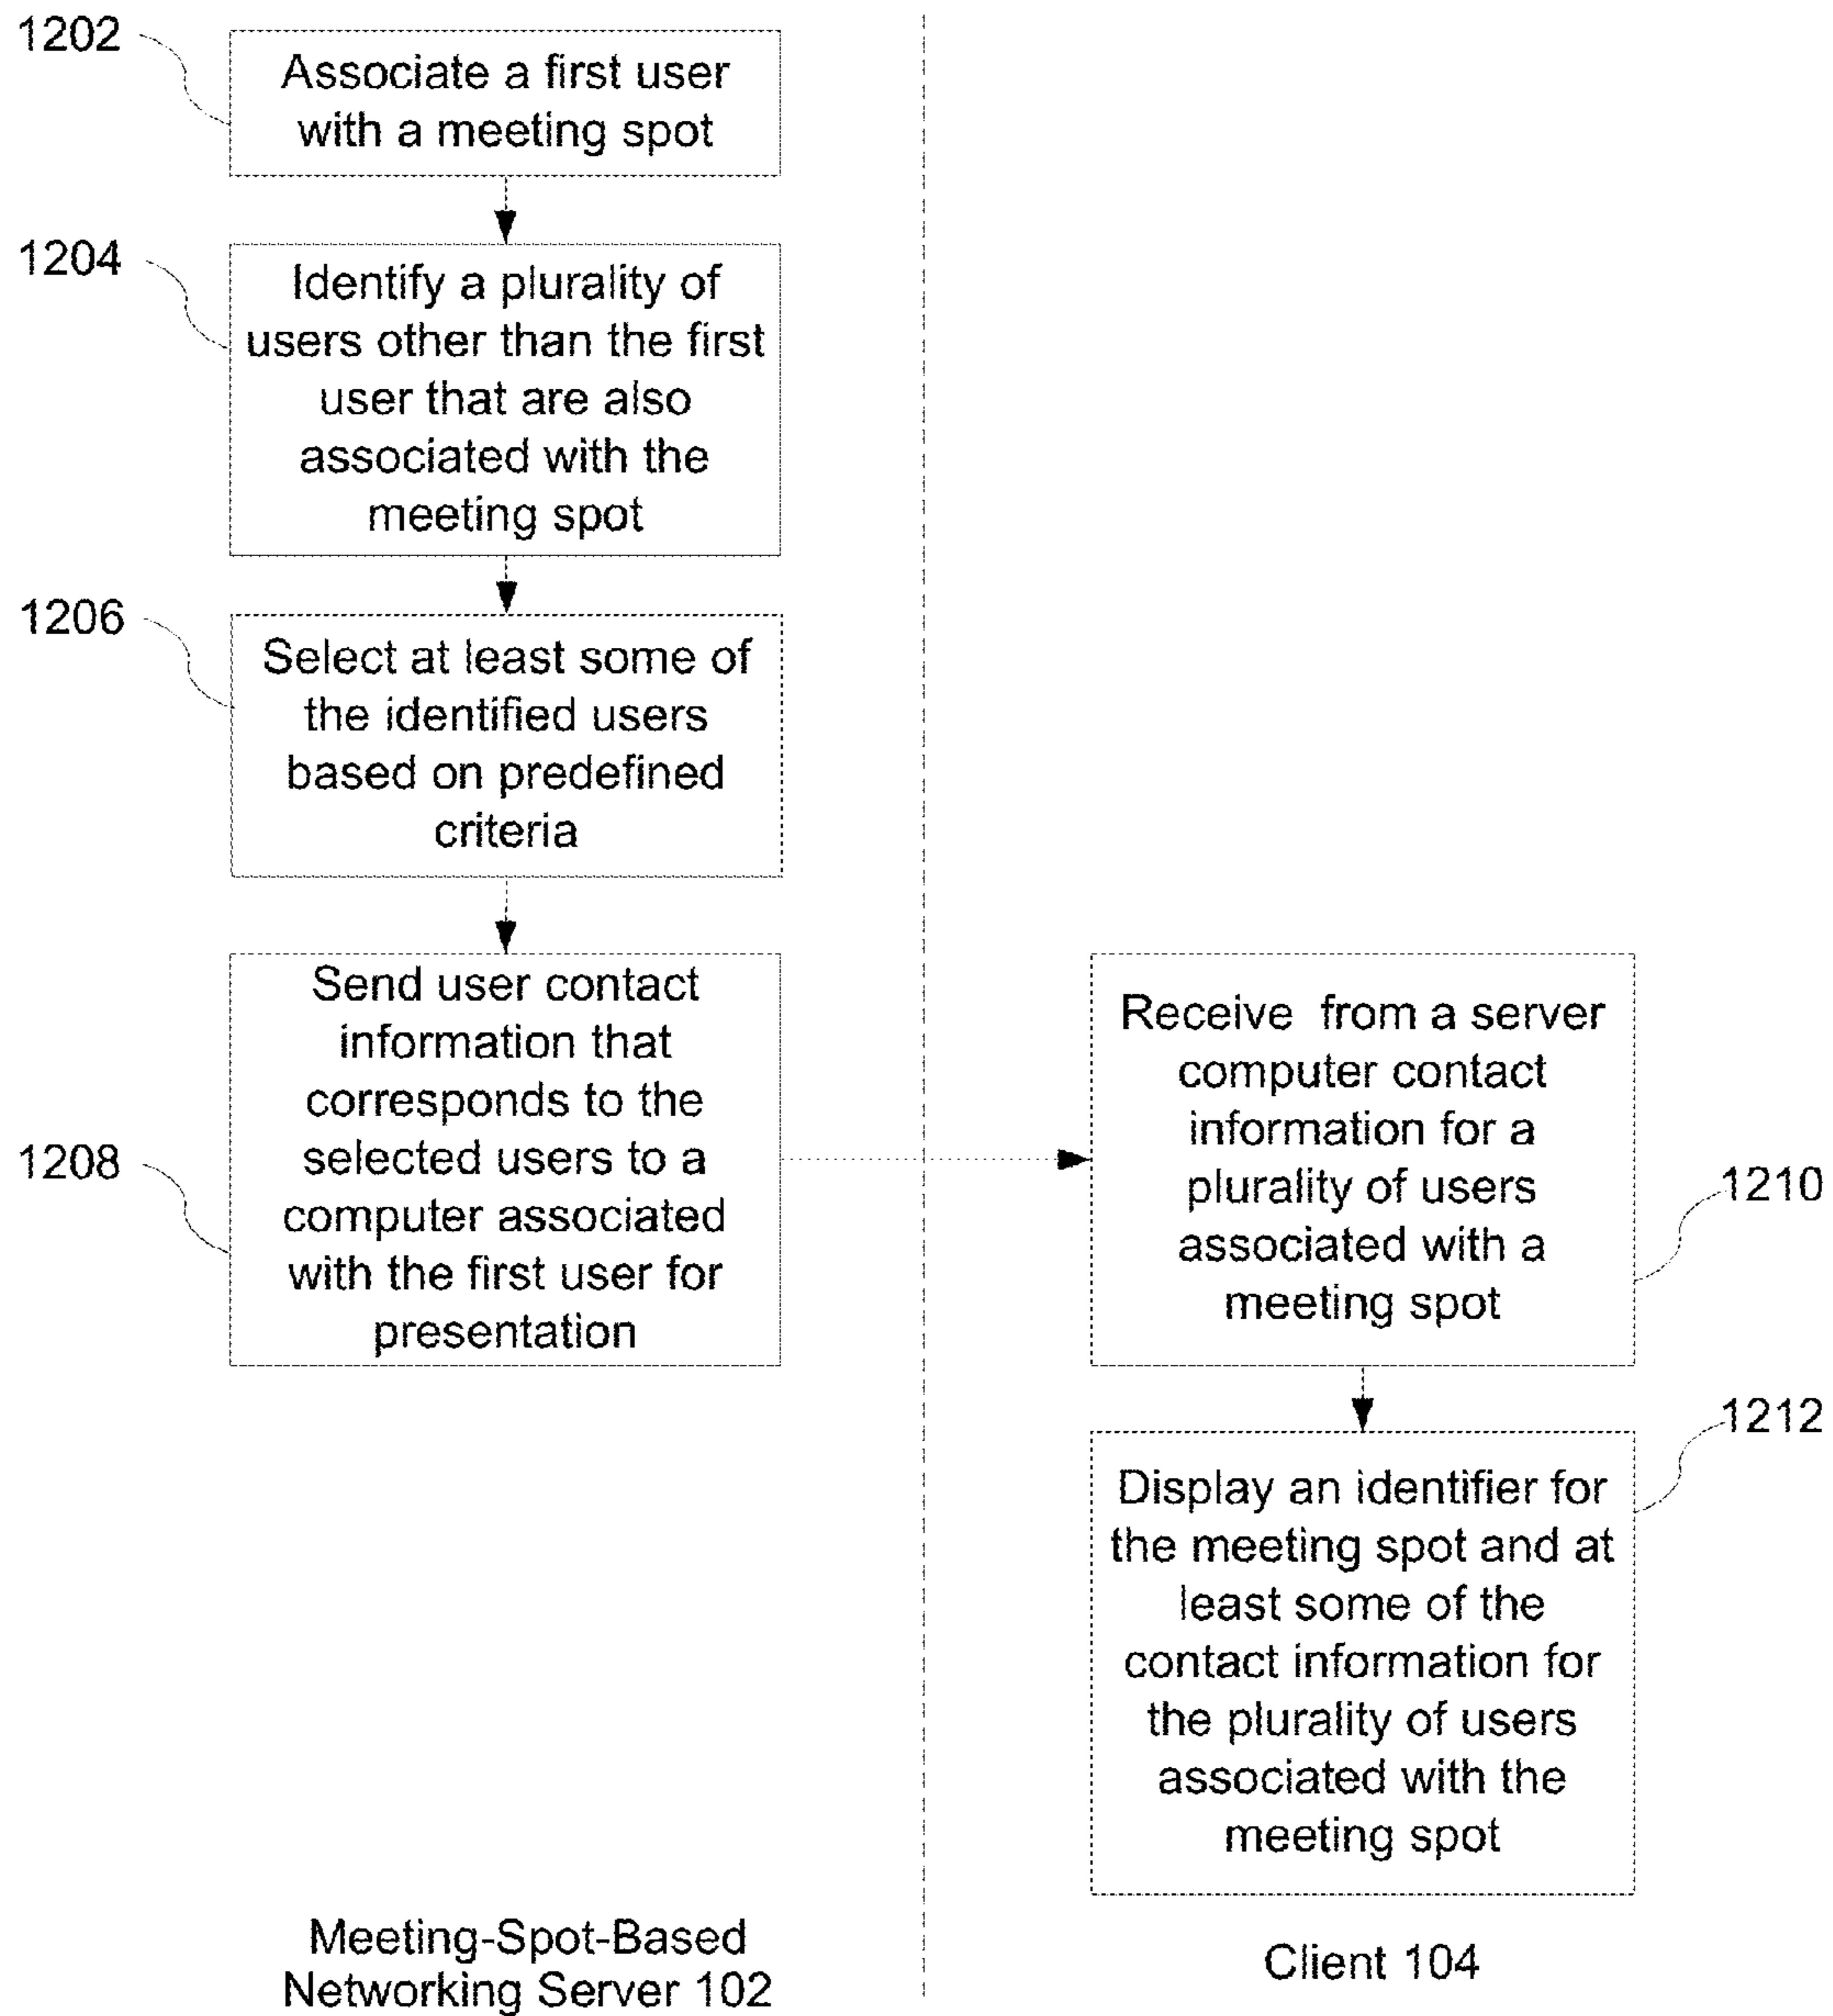 1202
Associate a first user
with a meeting spot
1204
Identify a plurality of
users other than the first
user that are also
associated with the
meeting spot
1206
Select at least some of
the identified users
based on predefined
criteria
1208
Send user contact
information that
corresponds to the
selected users to a
computer associated
with the first user for
presentation
Receive from a server
computer contact
information for a
plurality of users
associated with a
meeting spot
1210
1212
Display an identifier for
the meeting spot and at
least some of the
contact information for
the plurality of users
associated with the
meeting spot
Meeting-Spot-Based
Networking Server 102
Client 104